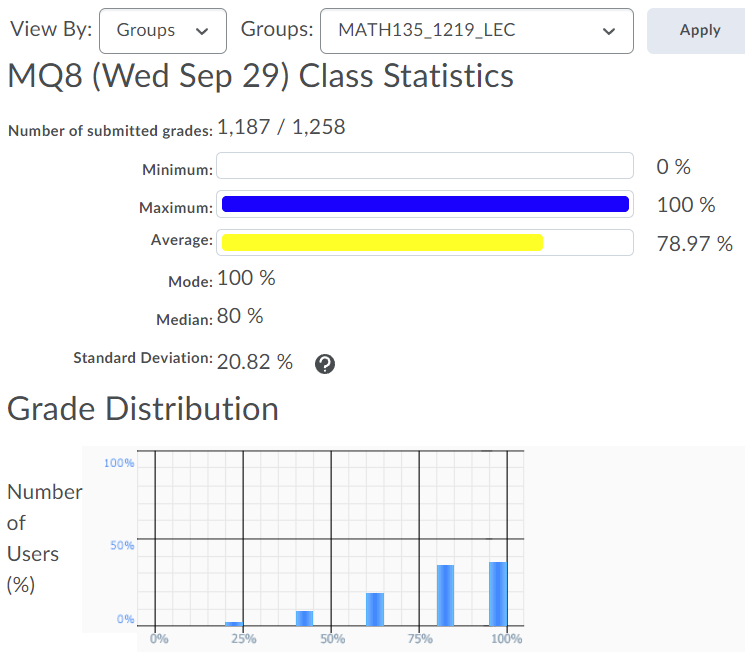 View By: Groups Groups: MATH135_1219_LEC Apply
MQ8 (Wed Sep 29) Class Statistics
Number of submitted grades: 1,187 / 1,258
Minimum: 0 %
Maximum: 100 %
Average: 78.97 %
Mode: 100 %
Median: 80 %
Standard Deviation: 20.82 % ?
Grade Distribution
Number
of
Users
(%)
100%
50%
0%
0% 25% 50% 75% 100%